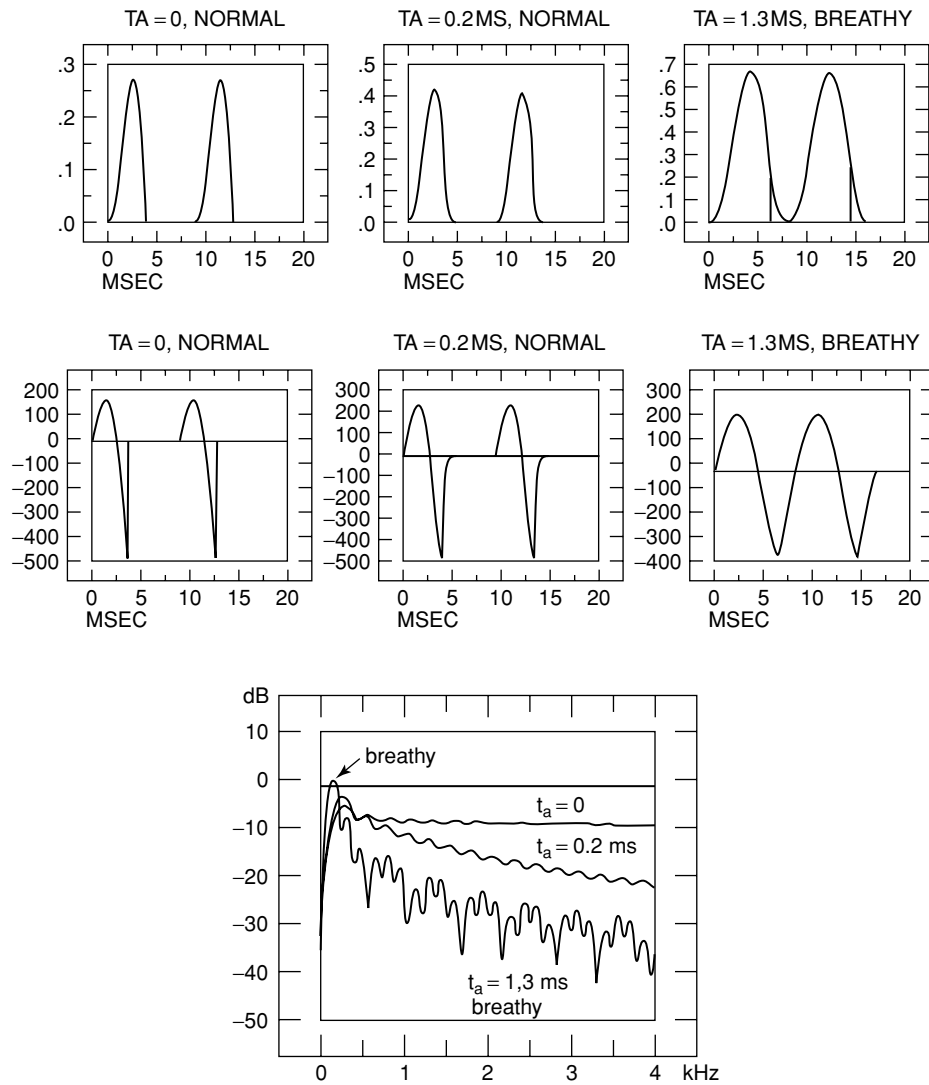 TA = 0, NORMAL
TA = 0.2 MS, NORMAL
TA = 1.3 MS, BREATHY
.3
.2
.1
.0
0 5 10 15 20
MSEC
.5
.4
.3
.2
.1
.0
0 5 10 15 20
MSEC
.7
.6
.5
.4
.3
.2
.1
.0
0 5 10 15 20
MSEC
TA = 0, NORMAL
TA = 0.2 MS, NORMAL
TA = 1.3 MS, BREATHY
200
100
0
−100
−200
−300
−400
−500
0 5 10 15 20
MSEC
300
200
100
0
−100
−200
−300
−400
−500
0 5 10 15 20
MSEC
300
200
100
0
−100
−200
−300
−400
0 5 10 15 20
MSEC
dB
10
0
−10
−20
−30
−40
−50
breathy
ta = 0
ta = 0.2 ms
ta = 1,3 ms
breathy
0 1 2 3 4 kHz